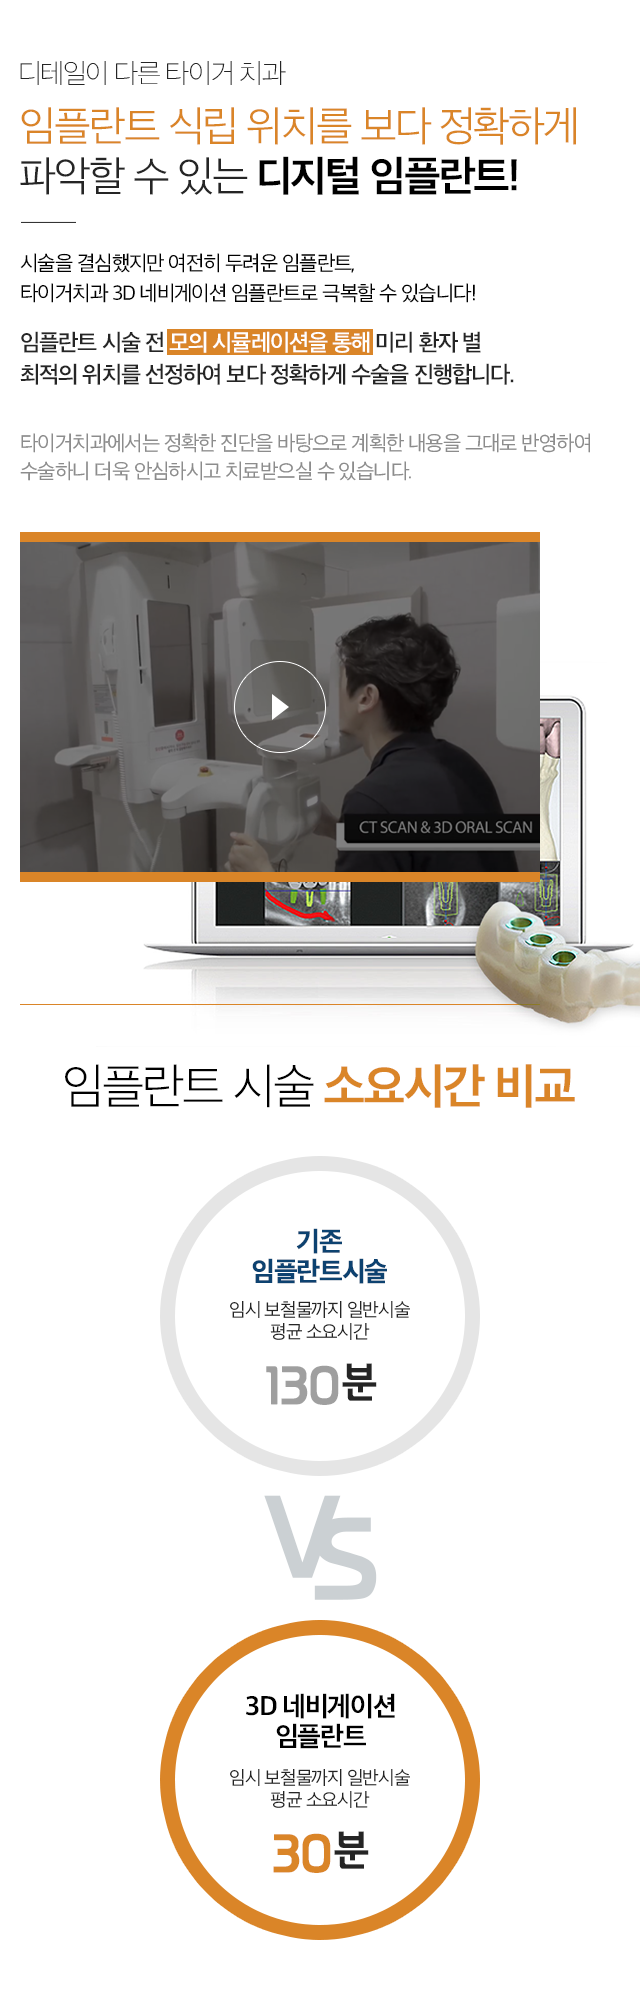 디테일이 다른 타이거 치과
임플란트 식립 위치를 보다 정확하게
파악할 수 있는 디지털 임플란트!
시술을 결심했지만 여전히 두려운 임플란트,
타이거치과 3D 네비게이션 임플란트로 극복할 수 있습니다!
임플란트 시술 전 모의 시뮬레이션을 통해 미리 환자 별
최적의 위치를 선정하여 보다 정확하게 수술을 진행합니다.
타이거치과에서는 정확한 진단을 바탕으로 계획한 내용을 그대로 반영하여
수술하니 더욱 안심하시고 치료받으실 수 있습니다.
CT SCAN & 3D ORAL SCAN
임플란트 시술 소요시간 비교
기존
임플란트시술
임시 보철물까지 일반시술
평균 소요시간
130분
VS
3D 네비게이션
임플란트
임시 보철물까지 일반시술
평균 소요시간
30분